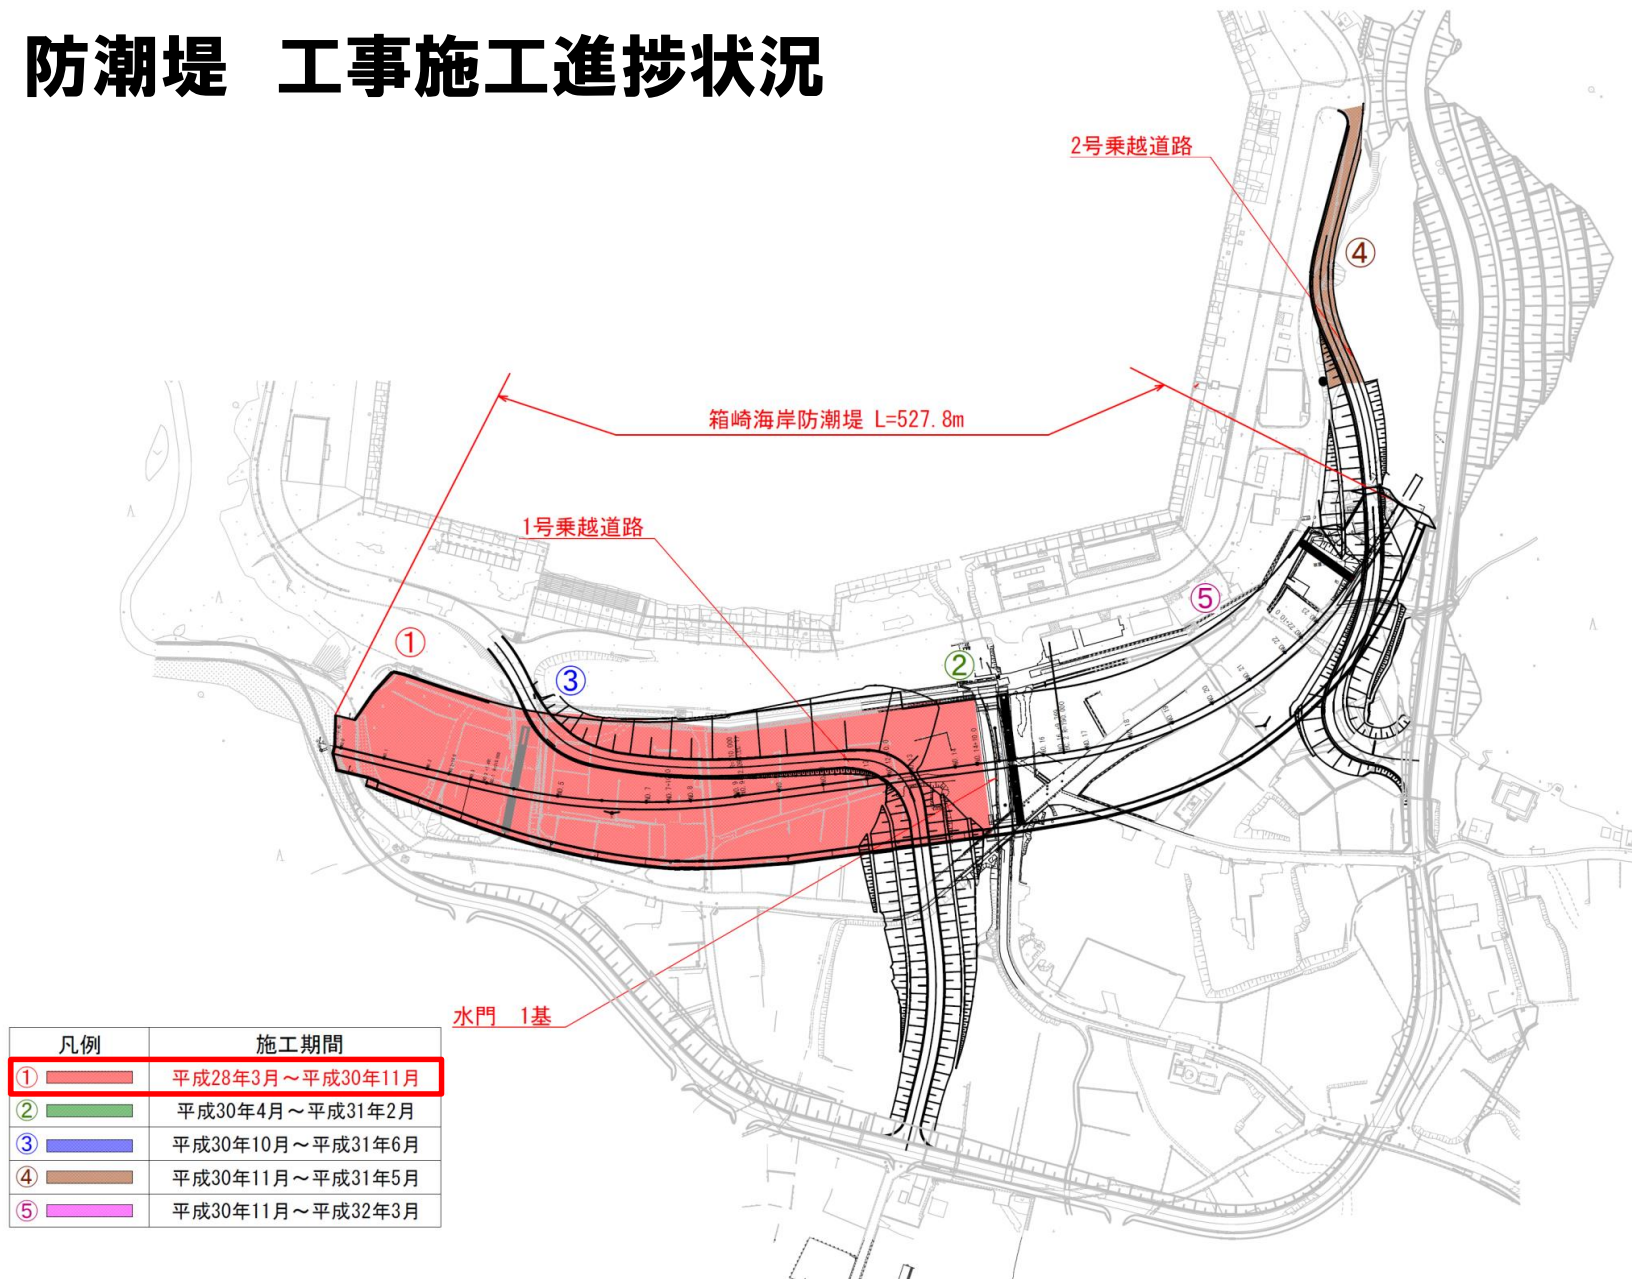 防潮堤 工事施工進捗状況
2号乗越道路
④
箱崎海岸防潮堤 L=527.8m
1号乗越道路
⑤
①
②
③
水門 1基
凡例 施工期間
① 平成28年3月～平成30年11月
② 平成30年4月～平成31年2月
③ 平成30年10月～平成31年6月
④ 平成30年11月～平成31年5月
⑤ 平成30年11月～平成32年3月